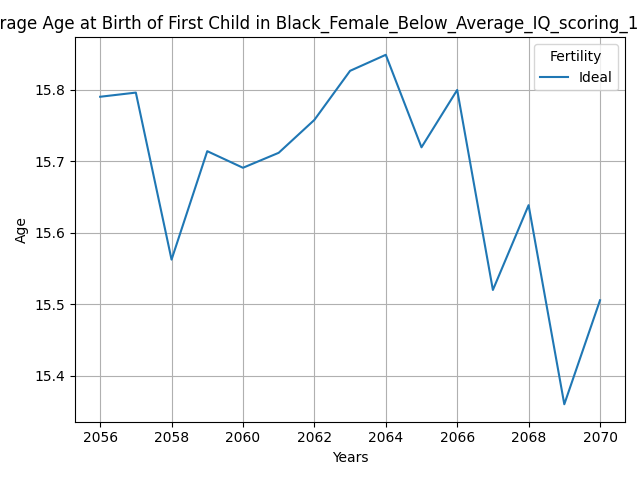 Age at Birth of First Child in Black_Female_Below_Average_IQ_scoring_1
Fertility
Ideal
15.8
15.7
15.6
15.5
15.4
Age
2056 2058 2060 2062 2064 2066 2068 2070
Years